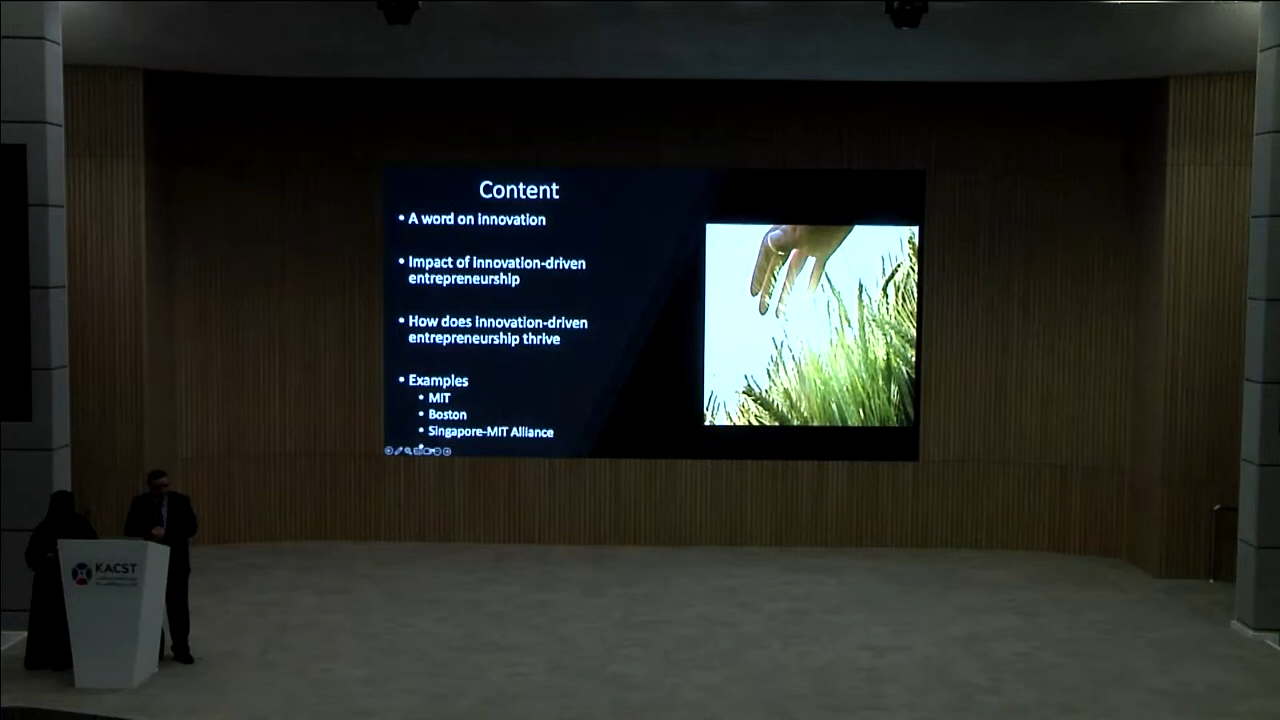 Content
• A word on innovation
• Impact of innovation-driven
entrepreneurship
• How does innovation-driven
entrepreneurship thrive
• Examples
• MIT
• Boston
• Singapore-MIT Alliance
KACST